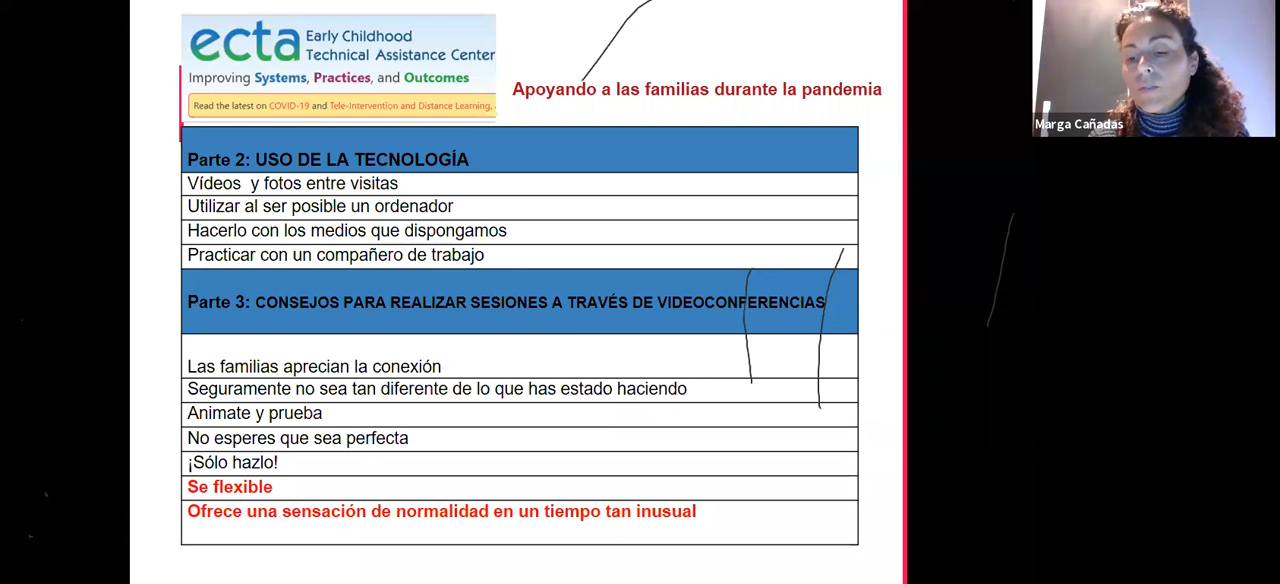 ecta Early Childhood
Technical Assistance Center
Improving Systems, Practices, and Outcomes
Read the latest on COVID-19 and Tele-Intervention and Distance Learning,
Apoyando a las familias durante la pandemia
Marga Cañadas
Parte 2: USO DE LA TECNOLOGÍA
Vídeos y fotos entre visitas
Utilizar al ser posible un ordenador
Hacerlo con los medios que dispongamos
Practicar con un compañero de trabajo
Parte 3: CONSEJOS PARA REALIZAR SESIONES A TRAVÉS DE VIDEOCONFERENCIAS
Las familias aprecian la conexión
Seguramente no sea tan diferente de lo que has estado haciendo
Animate y prueba
No esperes que sea perfecta
¡Sólo hazlo!
Se flexible
Ofrece una sensación de normalidad en un tiempo tan inusual